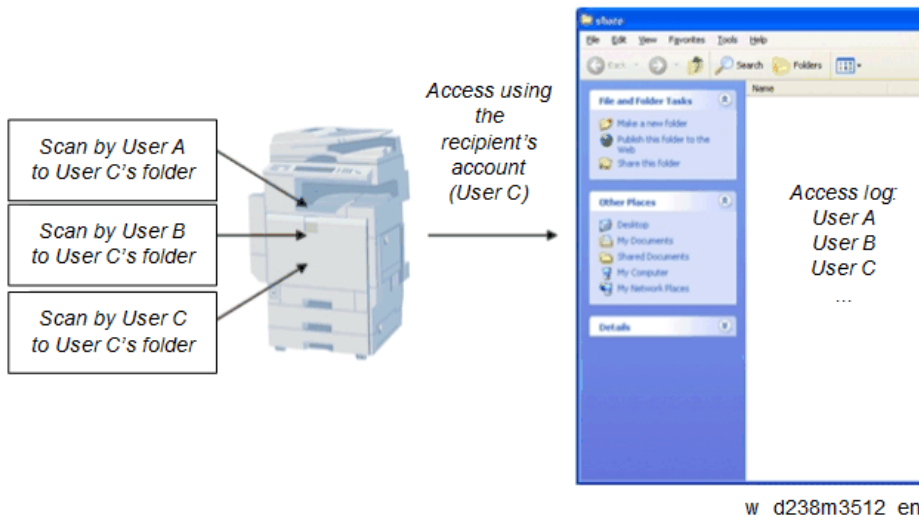 Scan by User A
to User C's folder
Scan by User B
to User C's folder
Scan by User C
to User C's folder
Access using
the
recipient's
account
(User C)
share
File Edit View Favorites Tools Help
Back Search Folders
Name
File and Folder Tasks
Make a new folder
Publish this folder to the
Web
Share this folder
Other Places
Desktop
My Documents
Shared Documents
My Computer
My Network Places
Details
Access log:
User A
User B
User C
...
w_d238m3512_en